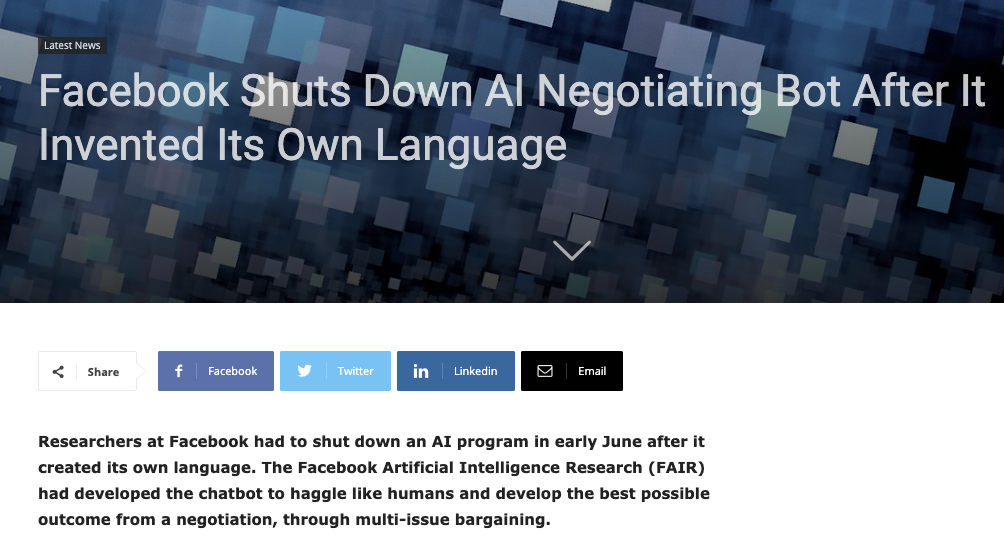 Latest News
Facebook Shuts Down AI Negotiating Bot After It
Invented Its Own Language
Share
Facebook
Twitter
Linkedin
Email
Researchers at Facebook had to shut down an AI program in early June after it
created its own language. The Facebook Artificial Intelligence Research (FAIR)
had developed the chatbot to haggle like humans and develop the best possible
outcome from a negotiation, through multi-issue bargaining.